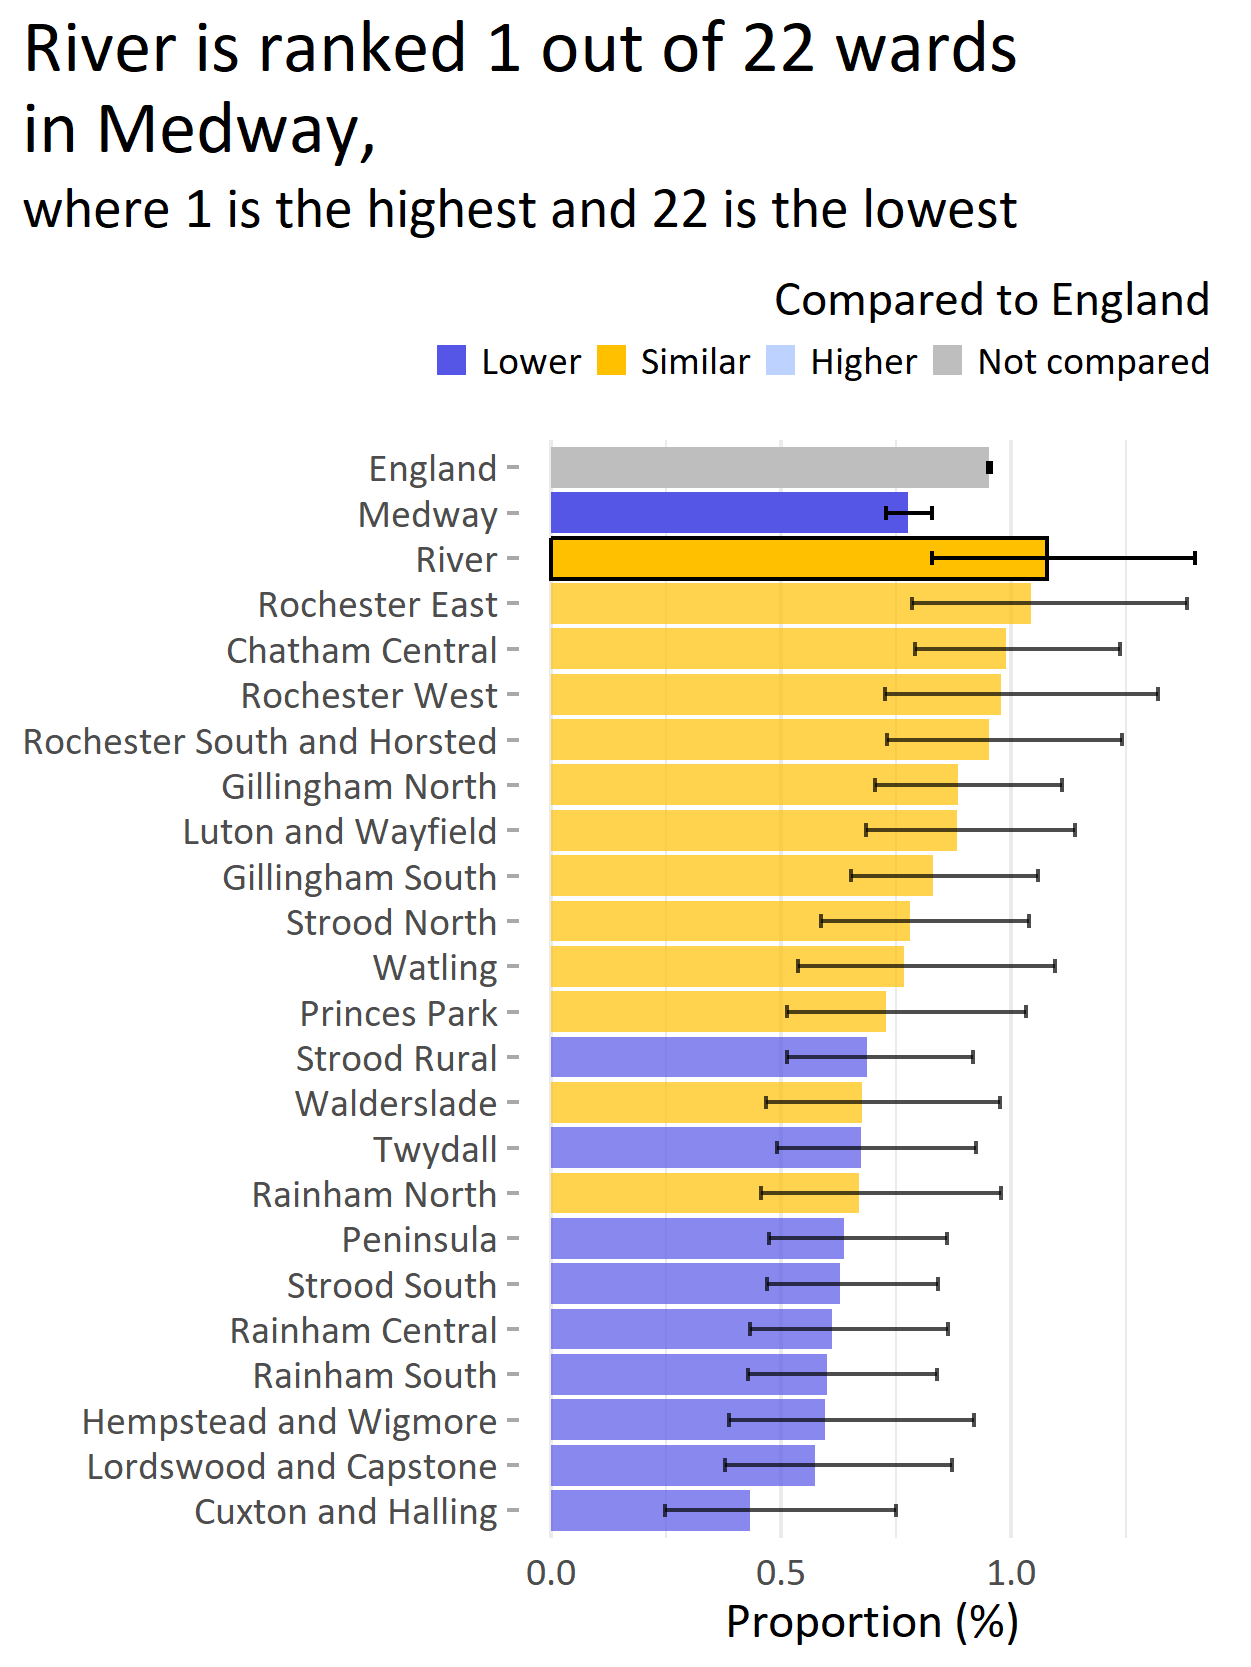 River is ranked 1 out of 22 wards
in Medway,
where 1 is the highest and 22 is the lowest
Compared to England
Lower Similar Higher Not compared
England
Medway
River
Rochester East
Chatham Central
Rochester West
Rochester South and Horsted
Gillingham North
Luton and Wayfield
Gillingham South
Strood North
Watling
Princes Park
Strood Rural
Walderslade
Twydall
Rainham North
Peninsula
Strood South
Rainham Central
Rainham South
Hempstead and Wigmore
Lordswood and Capstone
Cuxton and Halling
0.0 0.5 1.0
Proportion (%)